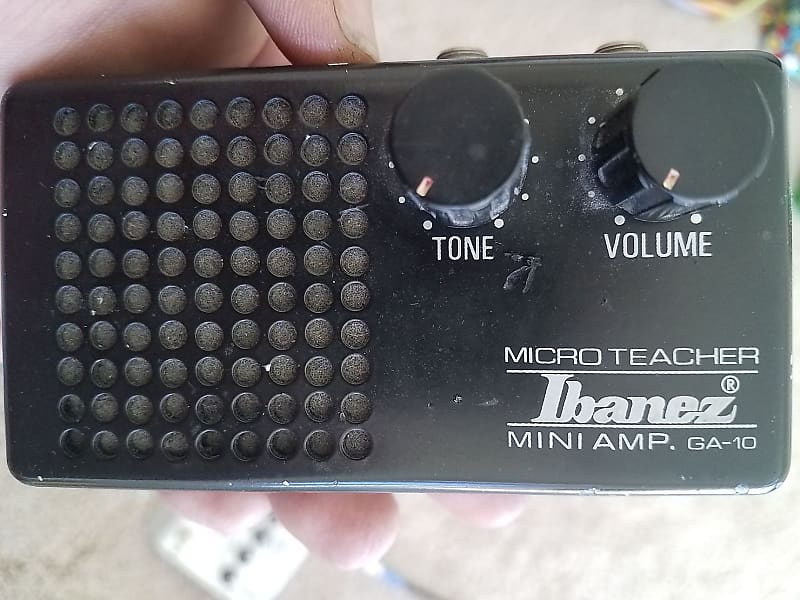 TONE VOLUME
MICRO TEACHER
Ibanez®
MINI AMP. GA-10